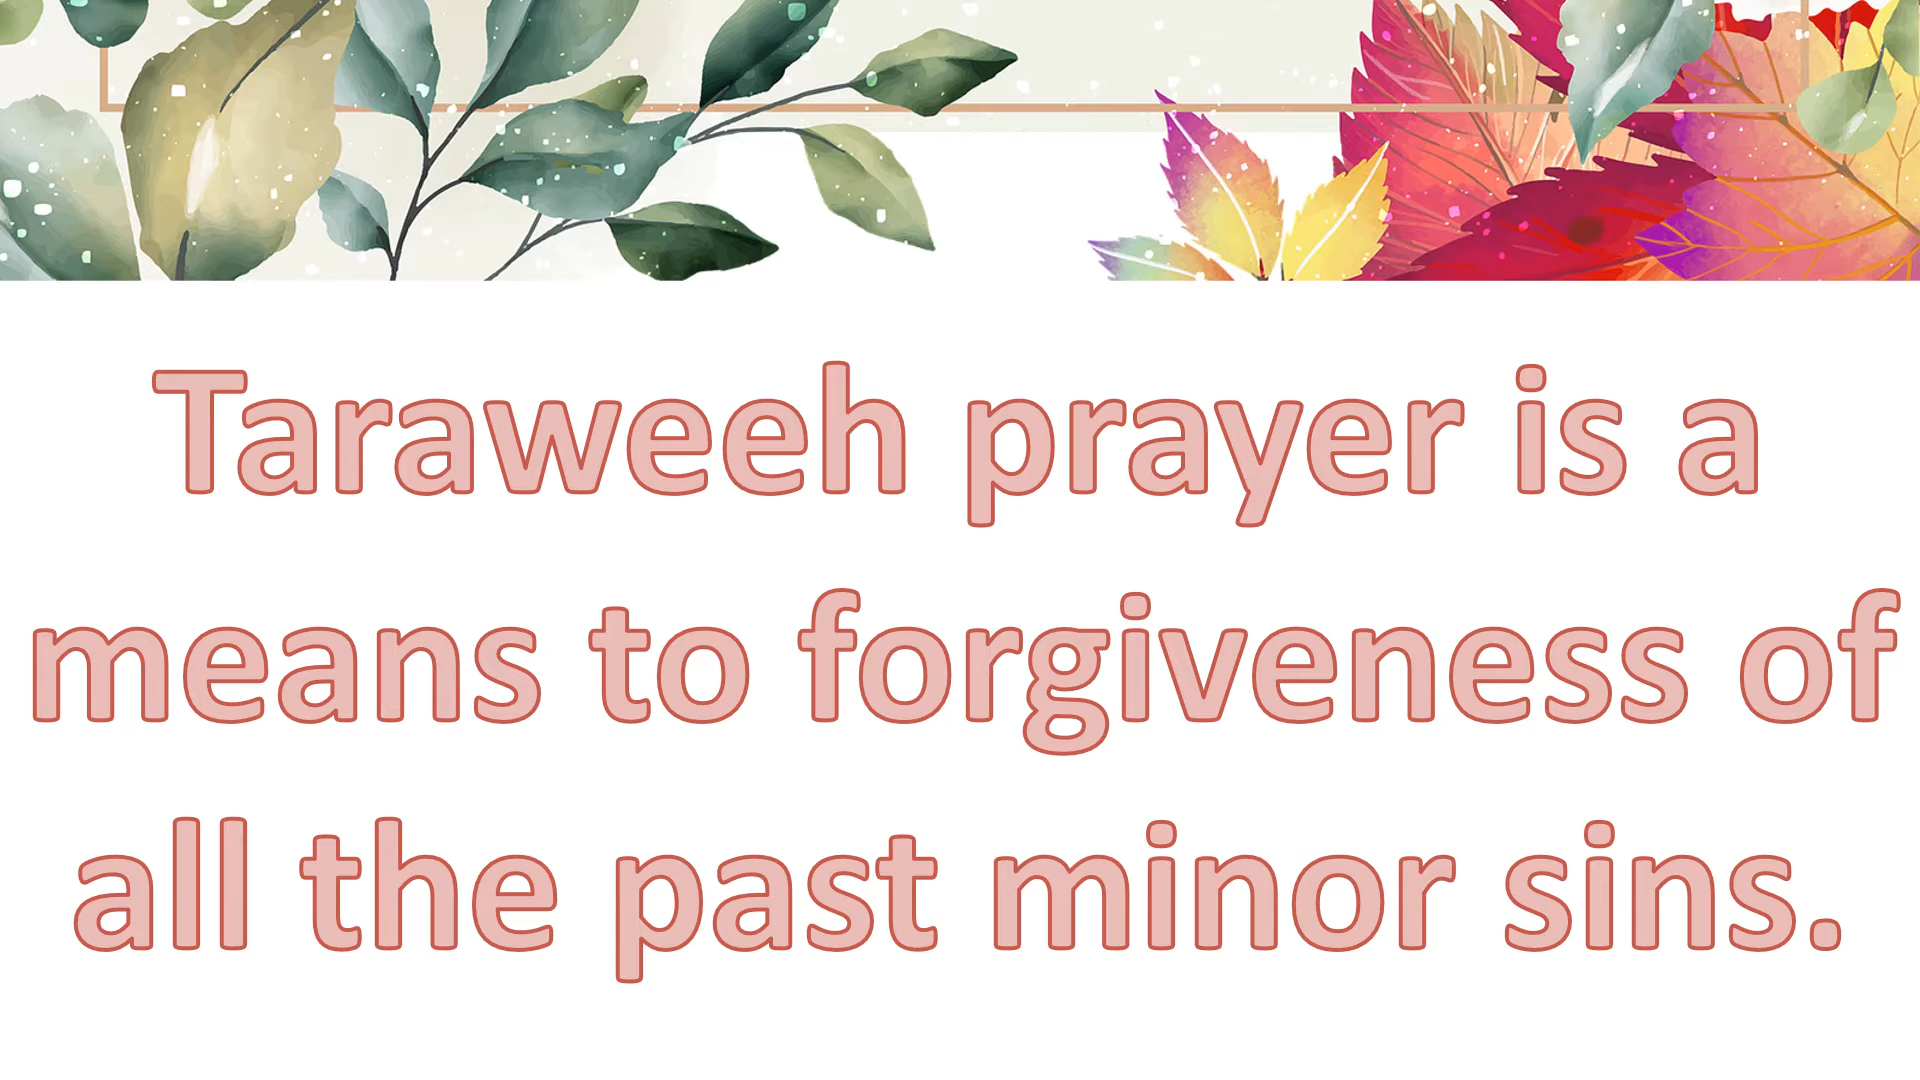 Taraweeh prayer is a
means to forgiveness of
all the past minor sins.